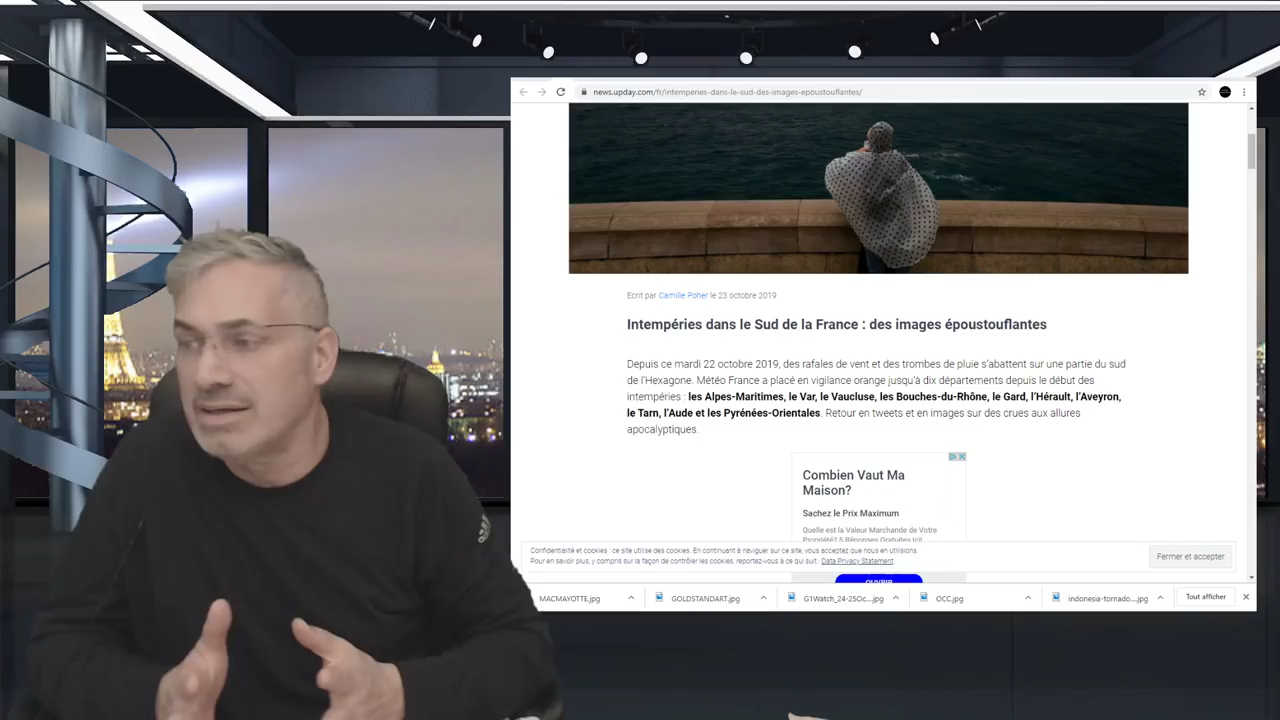 news.upday.com/fr/intemperies-dans-le-sud-des-images-epoustouflantes/
Ecrit par Camille Poher le 23 octobre 2019
Intempéries dans le Sud de la France : des images époustouflantes
Depuis ce mardi 22 octobre 2019, des rafales de vent et des trombes de pluie s'abattent sur une partie du sud
de l'Hexagone. Météo France a placé en vigilance orange jusqu'à dix départements depuis le début des
intempéries : les Alpes-Maritimes, le Var, le Vaucluse, les Bouches-du-Rhône, le Gard, l'Hérault, l'Aveyron,
le Tarn, l'Aude et les Pyrénées-Orientales. Retour en tweets et en images sur des crues aux allures
apocalyptiques.
Combien Vaut Ma
Maison?
Sachez le Prix Maximum
Quelle est la Valeur Marchande de Votre
Propriété? 5 Réponses Gratuites Ici!
Confidentialité et cookies : ce site utilise des cookies. En continuant à naviguer sur ce site, vous acceptez que nous en utilisions.
Pour en savoir plus, y compris sur la façon de contrôler les cookies, reportez-vous à ce qui suit : Data Privacy Statement
Fermer et accepter
OUVRIR
MACMAYOTTE.jpg
GOLDSTANDART.jpg
G1Watch_24-25Oc....jpg
OCC.jpg
indonesia-tornado....jpg
Tout afficher